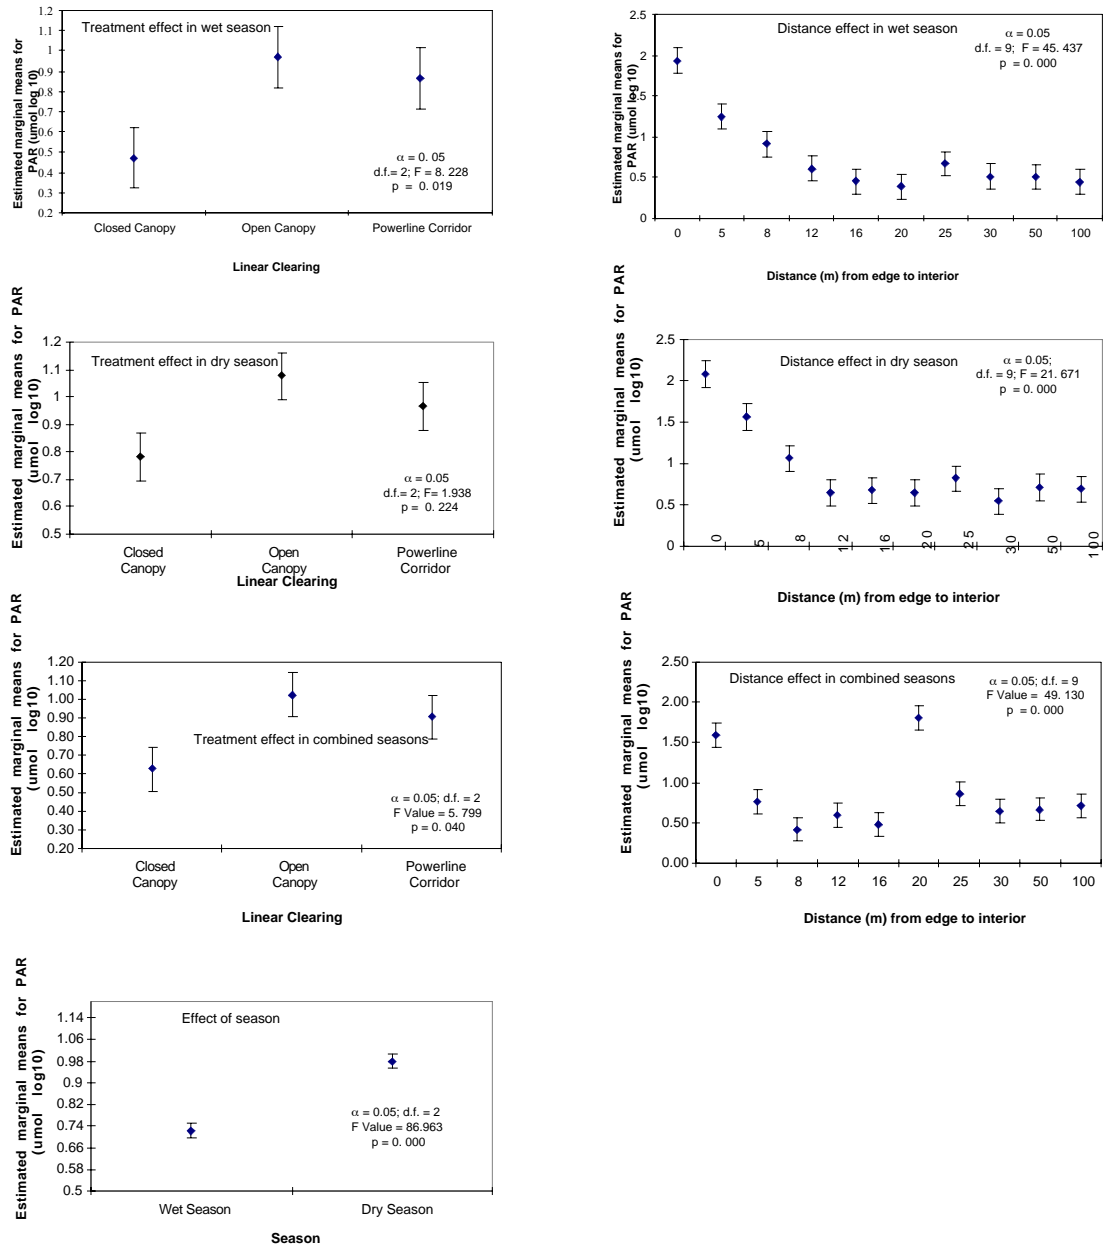 Estimated marginal means for
PAR (umol log 10)
1.2
1.1
1
0.9
0.8
0.7
0.6
0.5
0.4
0.3
0.2
Treatment effect in wet season
α = 0. 05
d.f.= 2; F = 8. 228
p = 0. 019
Closed Canopy Open Canopy Powerline Corridor
Linear Clearing
Estimated marginal means for
PAR (umol log 10)
2.5
2
1.5
1
0.5
0
Distance effect in wet season
α = 0.05
d.f. = 9; F = 45. 437
p = 0. 000
0 5 8 12 16 20 25 30 50 100
Distance (m) from edge to interior
Estimated marginal means for PAR
(umol log10)
1.2
1.1
1
0.9
0.8
0.7
0.6
0.5
Treatment effect in dry season
α = 0.05
d.f.= 2; F= 1.938
p = 0. 224
Closed Open Powerline
Canopy Canopy Corridor
Linear Clearing
Estimated marginal means for PAR
(umol log10)
2.5
2
1.5
1
0.5
0
Distance effect in dry season
α = 0.05;
d.f. = 9; F = 21. 671
p = 0. 000
0 5 8 12 16 20 25 30 50 100
Distance (m) from edge to interior
Estimated marginal means for PAR
(umol log10)
1.20
1.10
1.00
0.90
0.80
0.70
0.60
0.50
0.40
0.30
0.20
Treatment effect in combined seasons
α = 0.05; d.f. = 2
F Value = 5. 799
p = 0. 040
Closed Open Powerline
Canopy Canopy Corridor
Linear Clearing
Estimated marginal means for PAR
(umol log10)
2.50
2.00
1.50
1.00
0.50
0.00
Distance effect in combined seasons
α = 0.05; d.f. = 9
F Value = 49. 130
p = 0. 000
0 5 8 12 16 20 25 30 50 100
Distance (m) from edge to interior
Estimated marginal means for PAR
(umol log10)
1.14
1.06
0.98
0.9
0.82
0.74
0.66
0.58
0.5
Effect of season
α = 0.05; d.f. = 2
F Value = 86.963
p = 0. 000
Wet Season Dry Season
Season